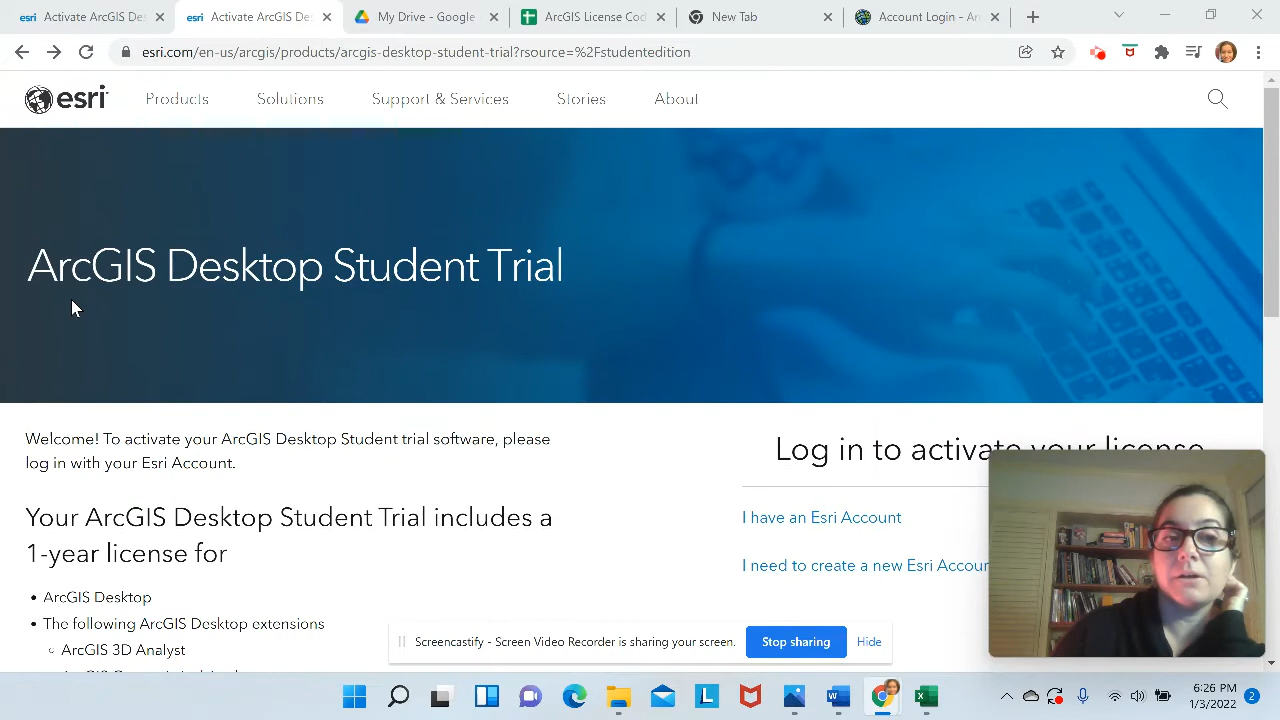 Activate ArcGIS De
Activate ArcGIS De
My Drive - Google
ArcGIS License Cod
New Tab
Account Login - Ar
esri.com/en-us/arcgis/products/arcgis-desktop-student-trial?rsource=%2Fstudentedition
esri
Products
Solutions
Support & Services
Stories
About
ArcGIS Desktop Student Trial
Welcome! To activate your ArcGIS Desktop Student trial software, please
log in with your Esri Account.
Your ArcGIS Desktop Student Trial includes a
1-year license for
• ArcGIS Desktop
• The following ArcGIS Desktop extensions
ArcGIS 3D Analyst
Log in to activate your license
I have an Esri Account
I need to create a new Esri Accoun
Screencastify - Screen Video Recorder is sharing your screen.
Stop sharing
Hide
6:26 PM
1/3/2022
2